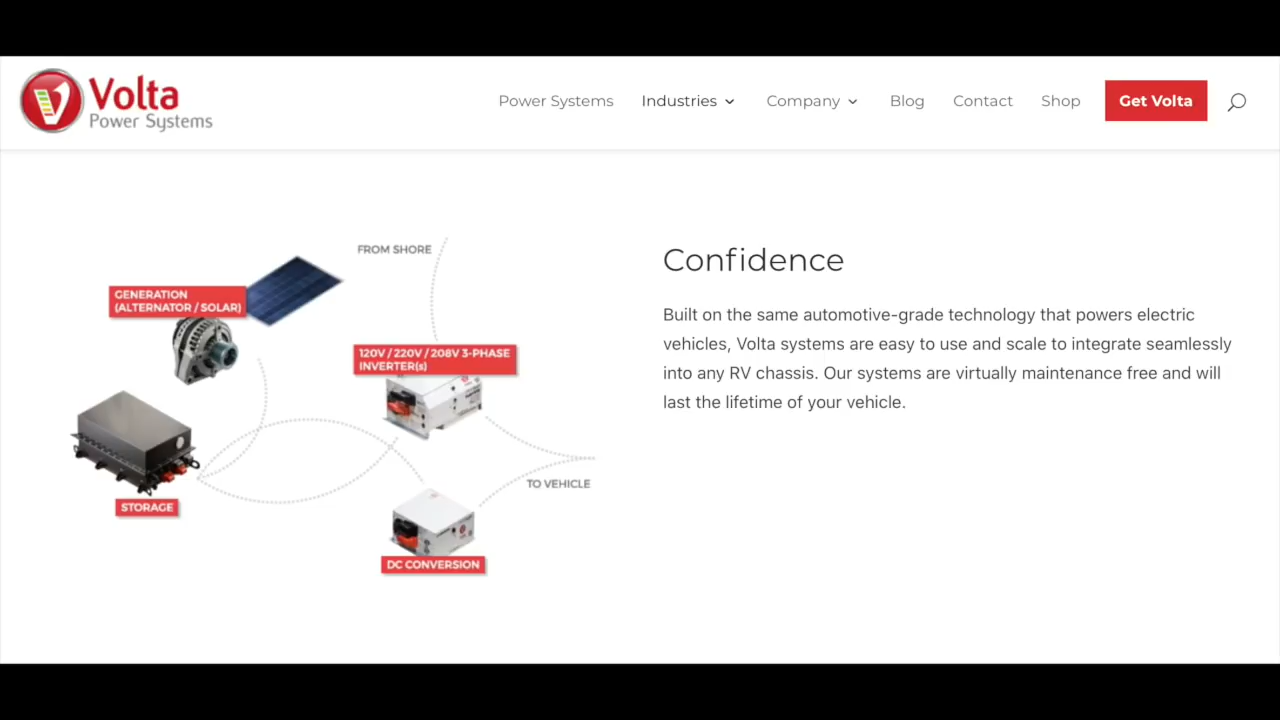 Volta
Power Systems
Power Systems
Industries
Company
Blog
Contact
Shop
Get Volta
FROM SHORE
GENERATION
(ALTERNATOR / SOLAR)
120V / 220V / 208V 3-PHASE
INVERTER(s)
STORAGE
TO VEHICLE
DC CONVERSION
Confidence
Built on the same automotive-grade technology that powers electric
vehicles, Volta systems are easy to use and scale to integrate seamlessly
into any RV chassis. Our systems are virtually maintenance free and will
last the lifetime of your vehicle.